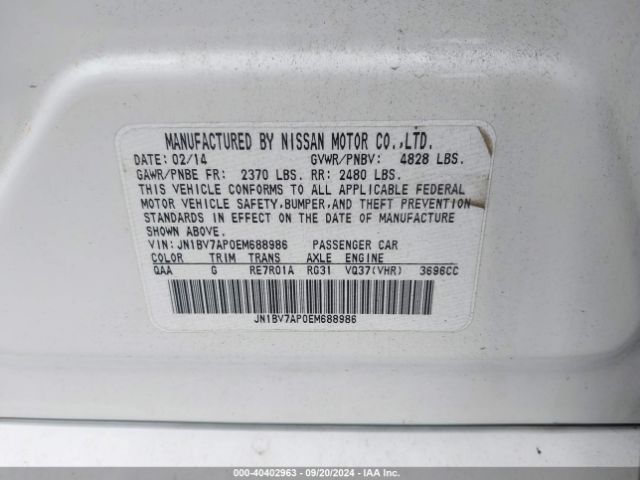 MANUFACTURED BY NISSAN MOTOR CO.,LTD.
DATE: 02/14 GVWR/PNBV: 4828 LBS.
GAWR/PNBE FR: 2370 LBS. RR: 2480 LBS.
THIS VEHICLE CONFORMS TO ALL APPLICABLE FEDERAL
MOTOR VEHICLE SAFETY,BUMPER,AND THEFT PREVENTION
STANDARDS IN EFFECT ON THE DATE OF MANUFACTURE
SHOWN ABOVE.
VIN:JN1BV7AP0EM688986 PASSENGER CAR
COLOR TRIM TRANS AXLE ENGINE
QAA G RE7R01A RG31 VQ37(VHR) 3696CC
JN1BV7AP0EM688986
000-40402963 - 09/20/2024 - IAAI.COM